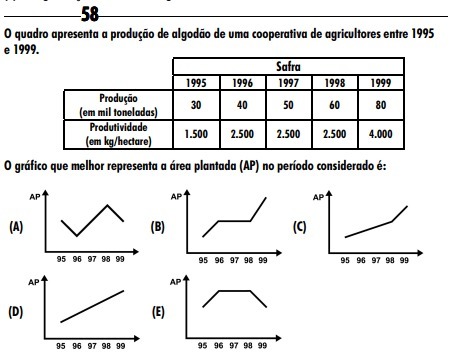 58
O quadro apresenta a produção de algodão de uma cooperativa de agricultores entre 1995
e 1999.
Safra
1995 1996 1997 1998 1999
Produção
(em mil toneladas) 30 40 50 60 80
Produtividade
(em kg/hectare) 1.500 2.500 2.500 2.500 4.000
O gráfico que melhor representa a área plantada (AP) no período considerado é:
(A) AP 95 96 97 98 99
(B) AP 95 96 97 98 99
(C) AP 95 96 97 98 99
(D) AP 95 96 97 98 99
(E) AP 95 96 97 98 99